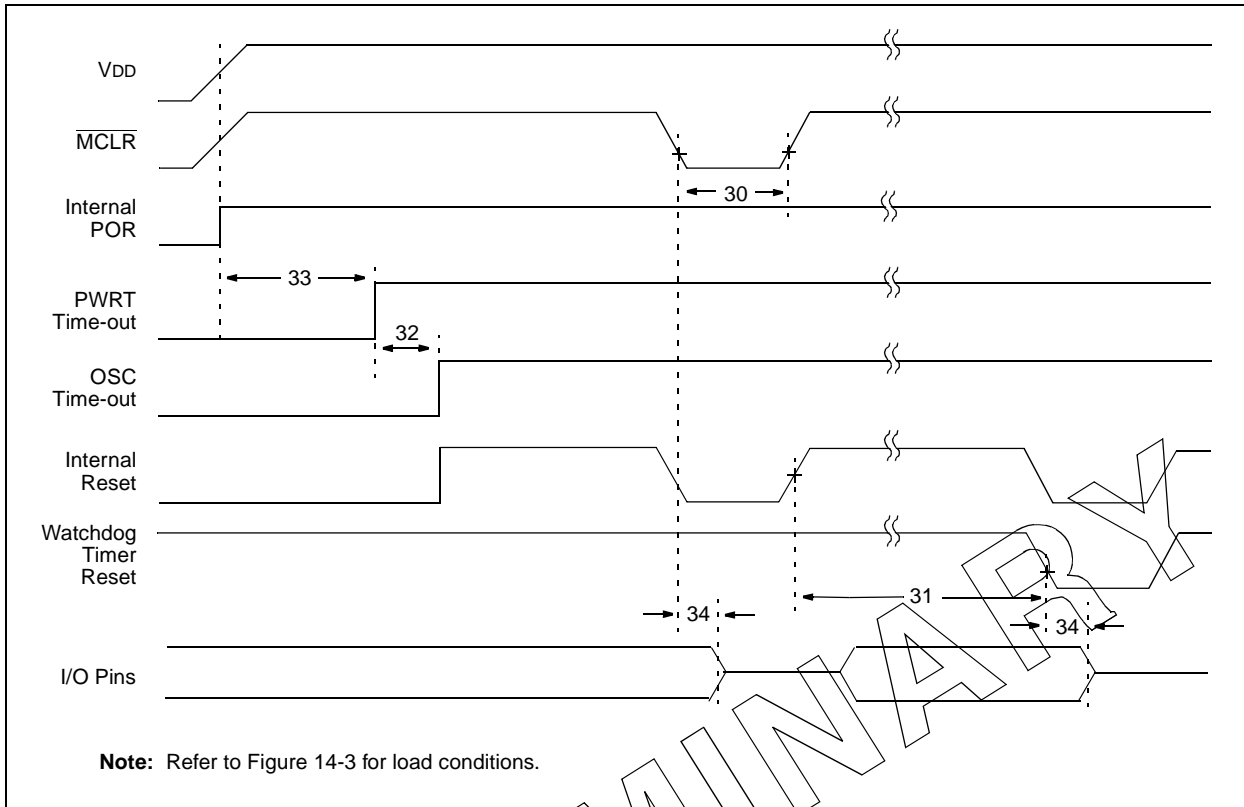 VDD
MCLR
30
Internal
POR
33
PWRT
Time-out
32
OSC
Time-out
Internal
Reset
Watchdog
Timer
Reset
31
34
34
I/O Pins
Note: Refer to Figure 14-3 for load conditions.
MINARY